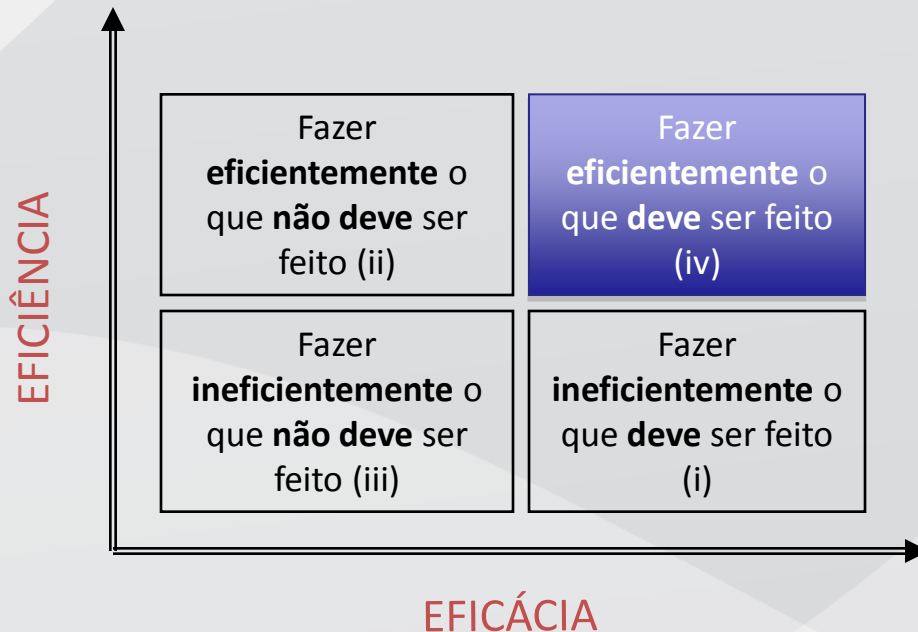 EFICIÊNCIA
Fazer
eficientemente o
que não deve ser
feito (ii)
Fazer
eficientemente o
que deve ser feito
(iv)
Fazer
ineficientemente o
que não deve ser
feito (iii)
Fazer
ineficientemente o
que deve ser feito
(i)
EFICÁCIA